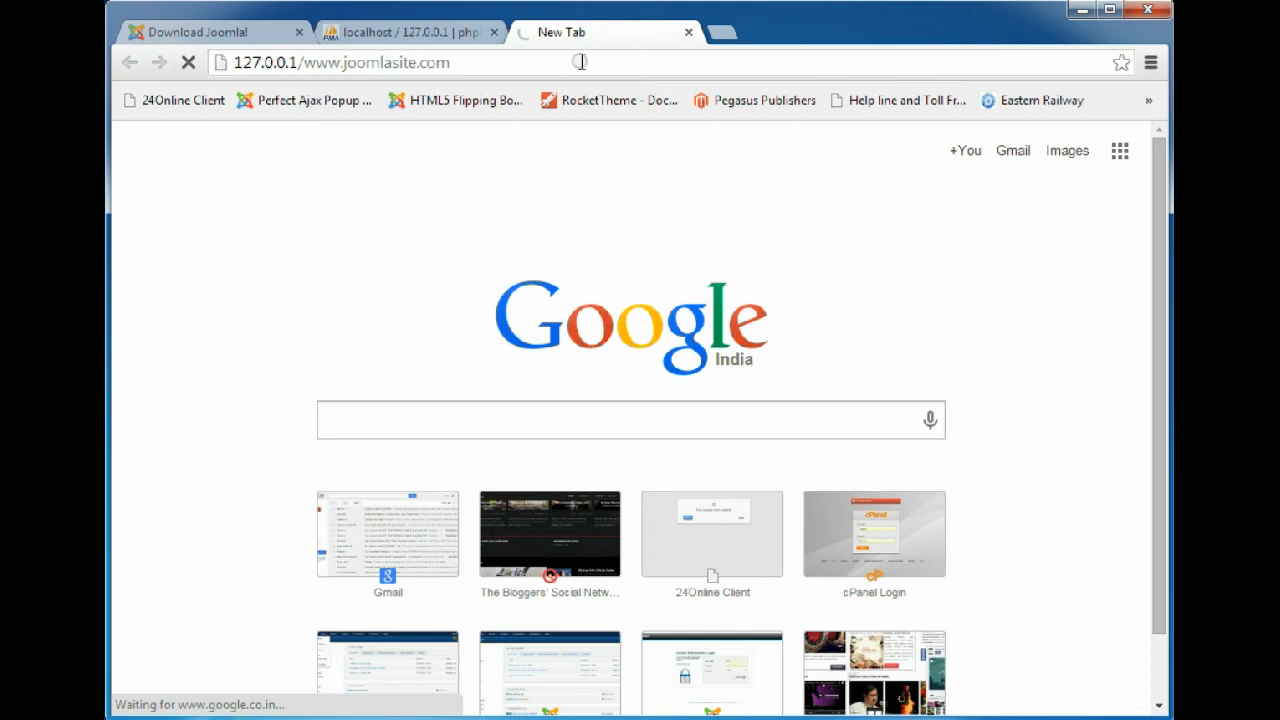 Download Joomla!
localhost / 127.0.0.1 | php
New Tab
127.0.0.1/www.joomlasite.com
24Online Client
Perfect Ajax Popup ...
HTML5 Flipping Bo...
RocketTheme - Doc...
Pegasus Publishers
Help line and Toll Fr...
Eastern Railway
»
+You Gmail Images
Google
India
Gmail
The Bloggers' Social Netw...
24Online Client
cPanel
cPanel Login
Waiting for www.google.co.in...